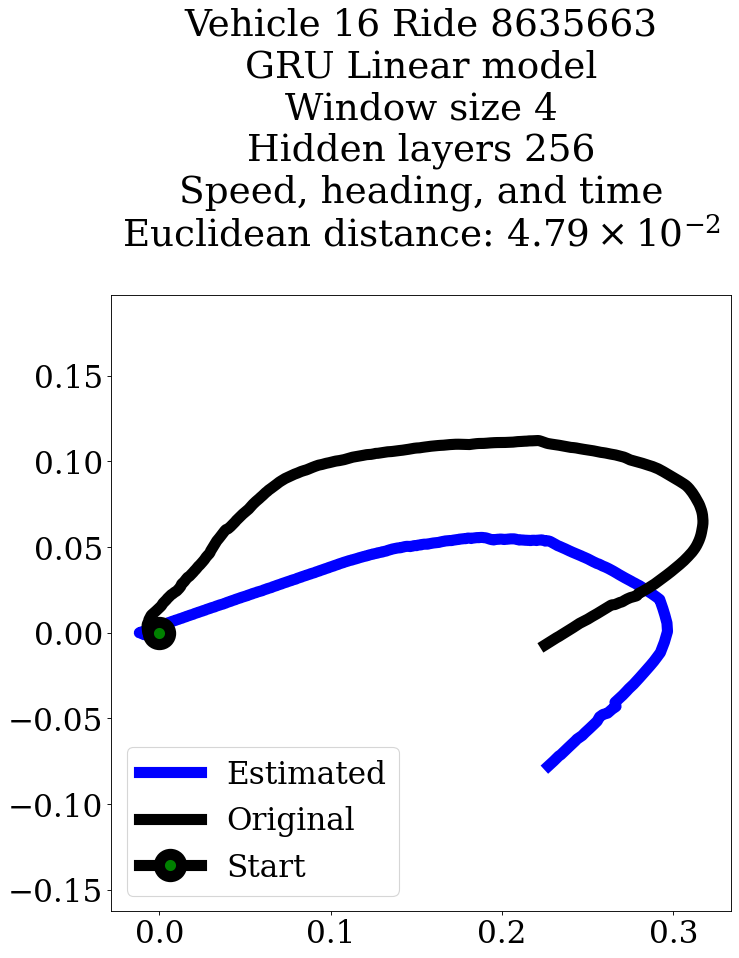 Vehicle 16 Ride 8635663
GRU Linear model
Window size 4
Hidden layers 256
Speed, heading, and time
Euclidean distance: 4.79 × 10⁻²
0.15
0.10
0.05
0.00
−0.05
−0.10
−0.15
Estimated
Original
Start
0.0 0.1 0.2 0.3